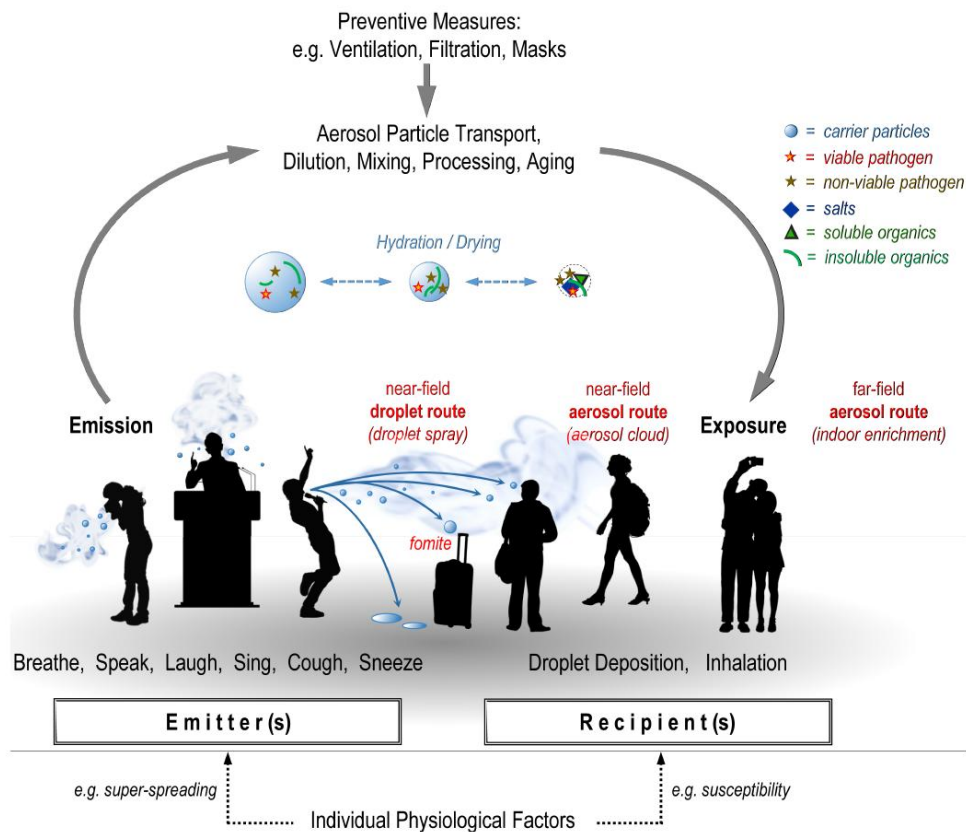 Preventive Measures:
e.g. Ventilation, Filtration, Masks
Aerosol Particle Transport,
Dilution, Mixing, Processing, Aging
= carrier particles
= viable pathogen
= non-viable pathogen
= salts
= soluble organics
= insoluble organics
Hydration / Drying
Emission
near-field
droplet route
(droplet spray)
near-field
aerosol route
(aerosol cloud)
Exposure
far-field
aerosol route
(indoor enrichment)
fomite
Breathe, Speak, Laugh, Sing, Cough, Sneeze
Droplet Deposition, Inhalation
Emitter(s)
Recipient(s)
e.g. super-spreading
e.g. susceptibility
Individual Physiological Factors